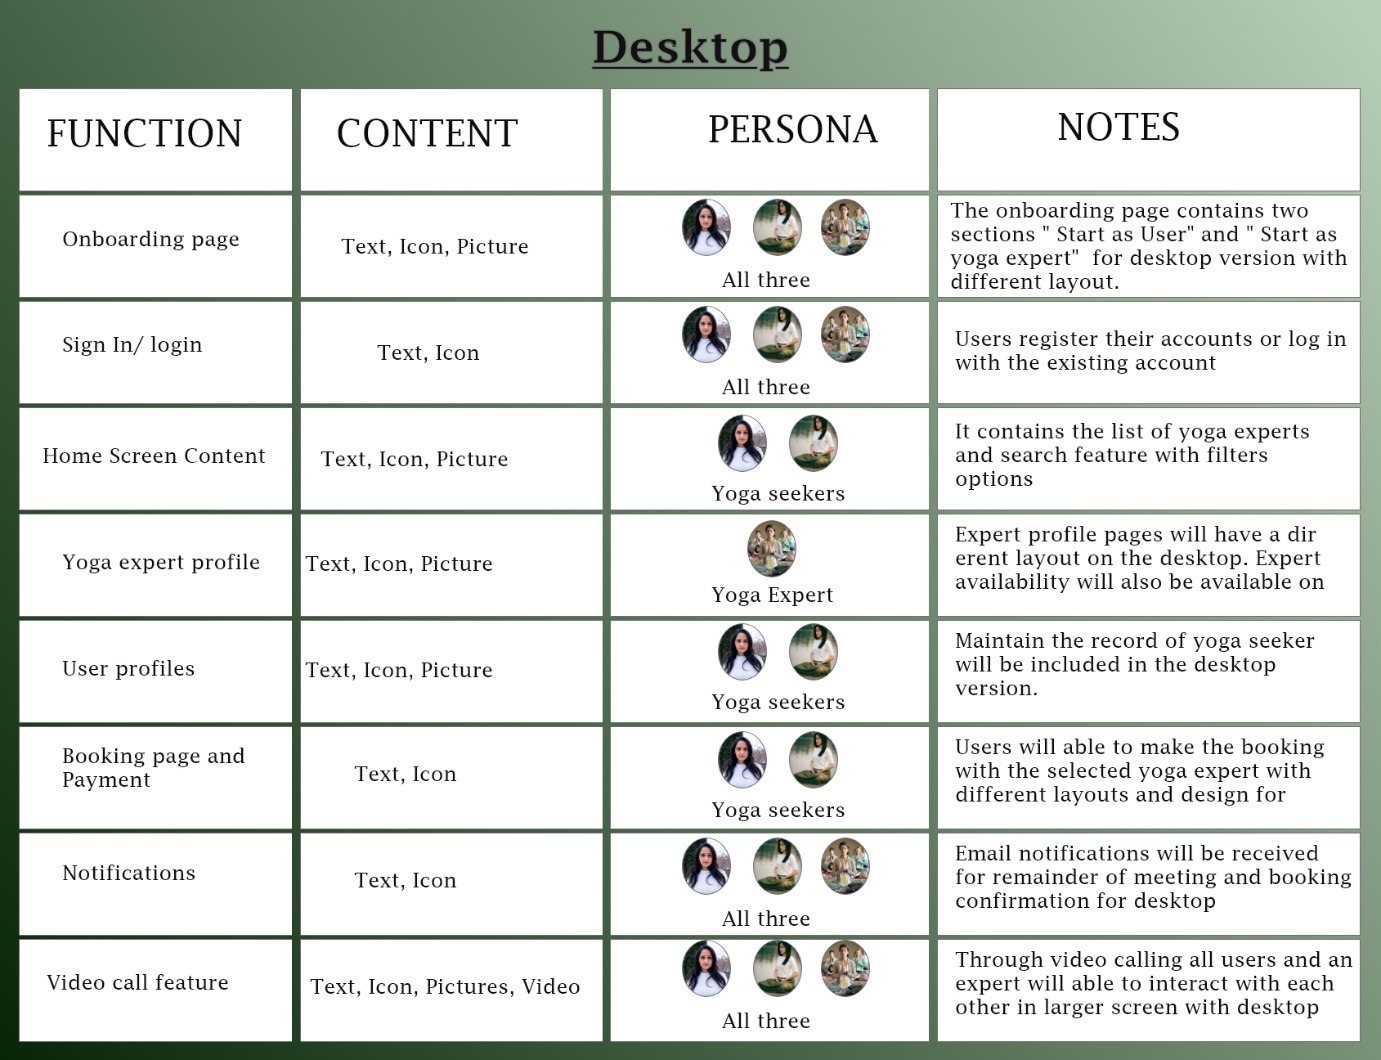 Desktop
FUNCTION
CONTENT
PERSONA
NOTES
Onboarding page
Text, Icon, Picture
All three
The onboarding page contains two
sections " Start as User" and " Start as
yoga expert"  for desktop version with
different layout.
Sign In/ login
Text, Icon
All three
Users register their accounts or log in
with the existing account
Home Screen Content
Text, Icon, Picture
Yoga seekers
It contains the list of yoga experts
and search feature with filters
options
Yoga expert profile
Text, Icon, Picture
Yoga Expert
Expert profile pages will have a dir
erent layout on the desktop. Expert
availability will also be available on
User profiles
Text, Icon, Picture
Yoga seekers
Maintain the record of yoga seeker
will be included in the desktop
version.
Booking page and
Payment
Text, Icon
Yoga seekers
Users will able to make the booking
with the selected yoga expert with
different layouts and design for
Notifications
Text, Icon
All three
Email notifications will be received
for remainder of meeting and booking
confirmation for desktop
Video call feature
Text, Icon, Pictures, Video
All three
Through video calling all users and an
expert will able to interact with each
other in larger screen with desktop